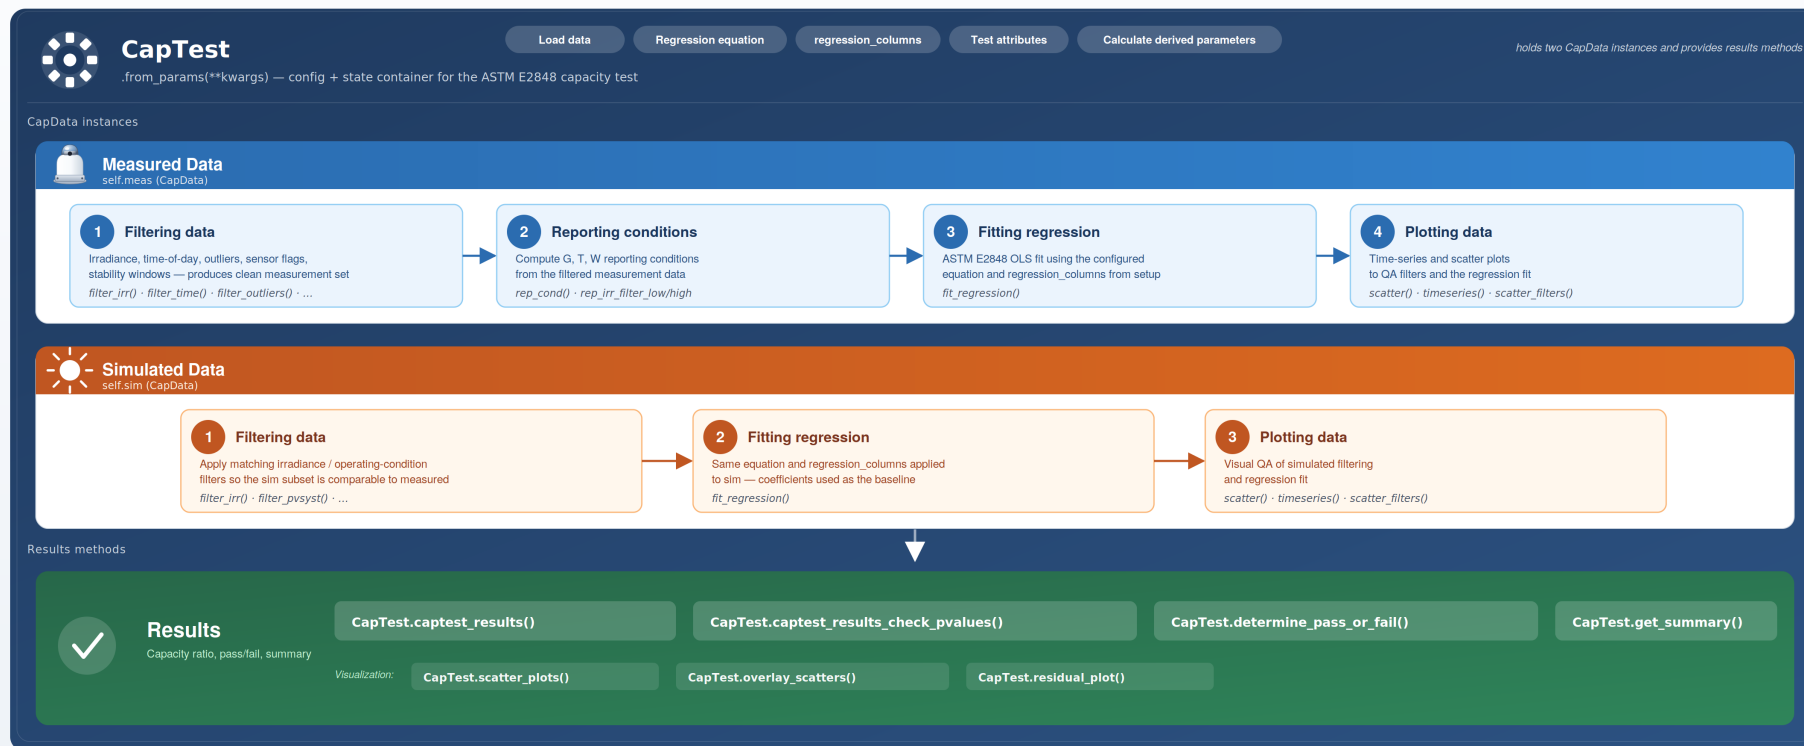 CapTest
.from_params(**kwargs) — config + state container for the ASTM E2848 capacity test
Load data
Regression equation
regression_columns
Test attributes
Calculate derived parameters
holds two CapData instances and provides results methods
CapData instances
Measured Data
self.meas (CapData)
1
Filtering data
Irradiance, time-of-day, outliers, sensor flags,
stability windows — produces clean measurement set
filter_irr() · filter_time() · filter_outliers() · ...
2
Reporting conditions
Compute G, T, W reporting conditions
from the filtered measurement data
rep_cond() · rep_irr_filter_low/high
3
Fitting regression
ASTM E2848 OLS fit using the configured
equation and regression_columns from setup
fit_regression()
4
Plotting data
Time-series and scatter plots
to QA filters and the regression fit
scatter() · timeseries() · scatter_filters()
Simulated Data
self.sim (CapData)
1
Filtering data
Apply matching irradiance / operating-condition
filters so the sim subset is comparable to measured
filter_irr() · filter_pvsyst() · ...
2
Fitting regression
Same equation and regression_columns applied
to sim — coefficients used as the baseline
fit_regression()
3
Plotting data
Visual QA of simulated filtering
and regression fit
scatter() · timeseries() · scatter_filters()
Results methods
Results
Capacity ratio, pass/fail, summary
CapTest.captest_results()
CapTest.captest_results_check_pvalues()
CapTest.determine_pass_or_fail()
CapTest.get_summary()
Visualization:
CapTest.scatter_plots()
CapTest.overlay_scatters()
CapTest.residual_plot()